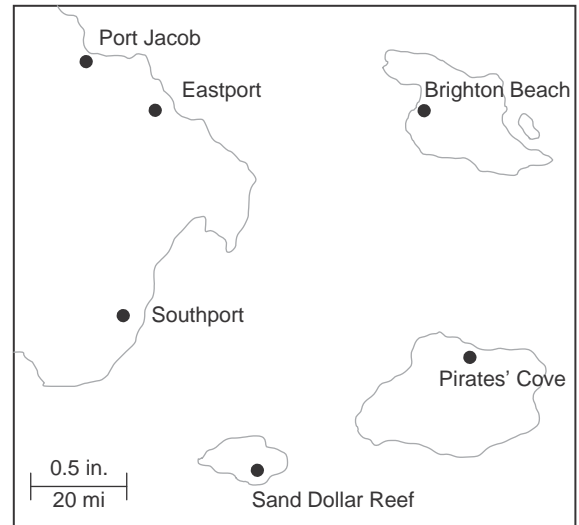 Port Jacob
Eastport
Brighton Beach
Southport
Pirates’ Cove
0.5 in.
20 mi
Sand Dollar Reef